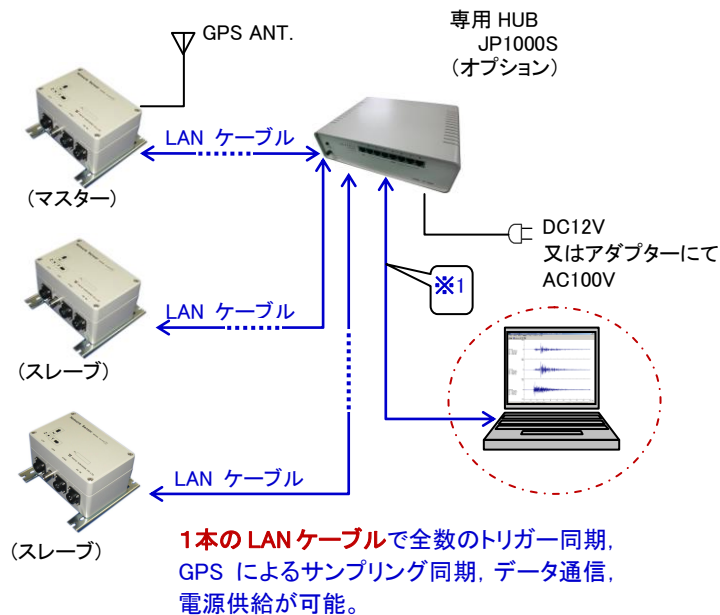 GPS ANT.
専用 HUB
JP1000S
(オプション)
LAN ケーブル
(マスター)
DC12V
又はアダプターにて
AC100V
※1
LAN ケーブル
(スレーブ)
LAN ケーブル
(スレーブ)
1本の LAN ケーブルで全数のトリガー同期,
GPS によるサンプリング同期, データ通信,
電源供給が可能。